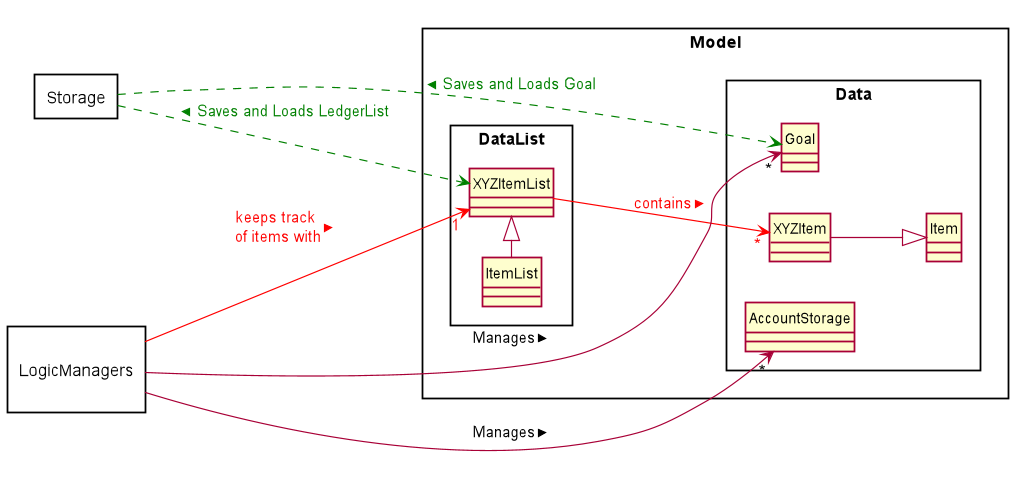 Model
Storage
◄ Saves and Loads Goal
Data
◄ Saves and Loads LedgerList
DataList
Goal
*
XYZItemList
contains ►
keeps track
of items with ►
1
XYZItem
*
Item
ItemList
AccountStorage
Manages ►
*
LogicManagers
Manages ►